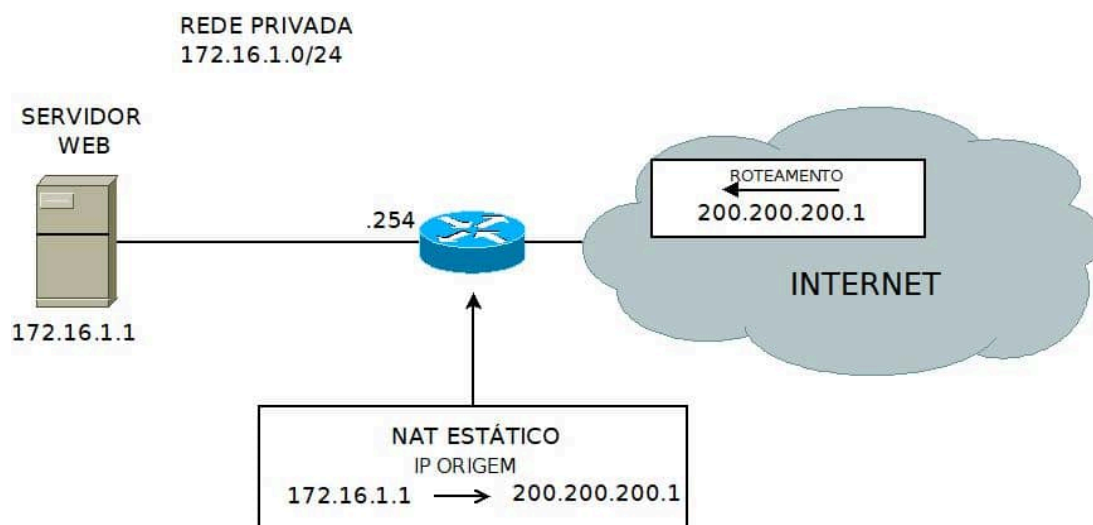 REDE PRIVADA
172.16.1.0/24
SERVIDOR
WEB
172.16.1.1
.254
ROTEAMENTO
200.200.200.1
INTERNET
NAT ESTÁTICO
IP ORIGEM
172.16.1.1 → 200.200.200.1